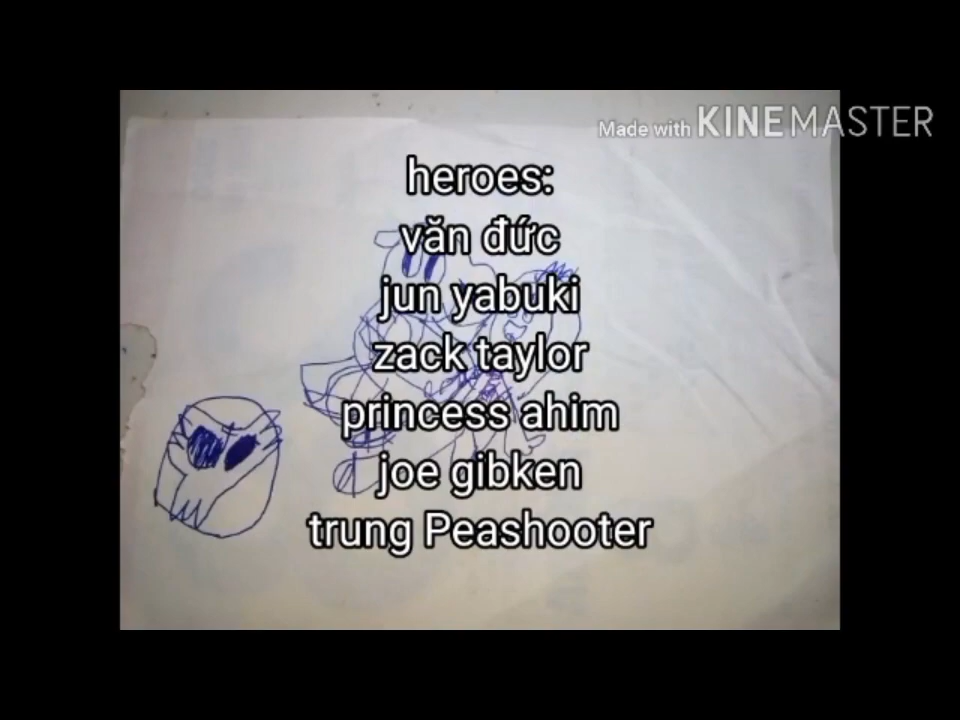 Made with KINEMASTER
heroes:
văn đức
jun yabuki
zack taylor
princess ahim
joe gibken
trung Peashooter